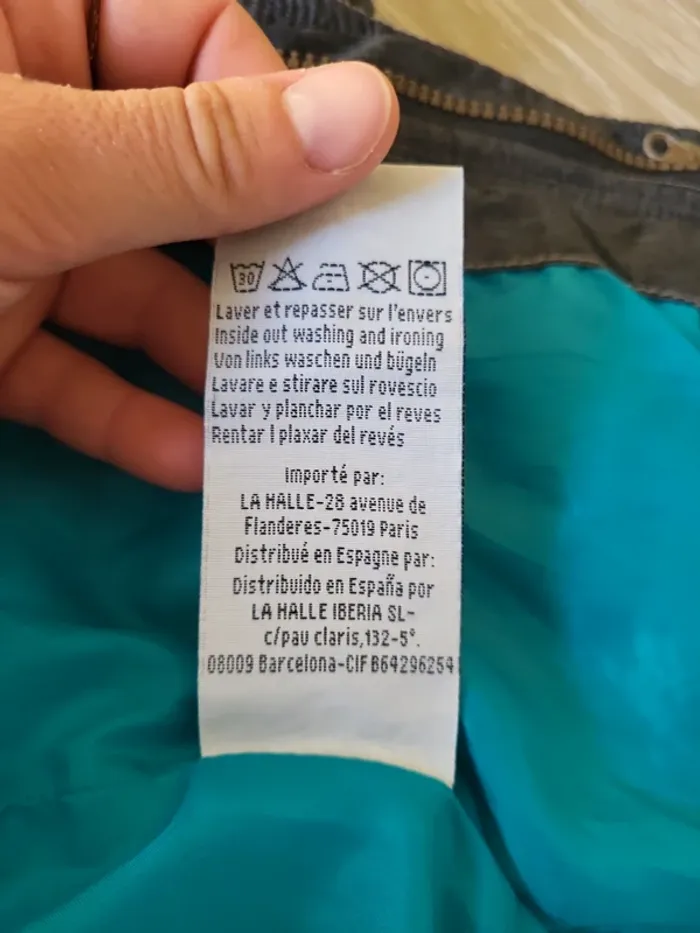 30
Laver et repasser sur l'envers
Inside out washing and ironing
Von links waschen und bügeln
Lavare e stirare sul rovescio
Lavar y planchar por el reves
Rentar I plaxar del revés
Importé par:
LA HALLE-28 avenue de
Flanderes-75019 Paris
Distribué en Espagne par:
Distribuido en España por
LA HALLE IBERIA SL-
c/pau claris,132-5°.
08009 Barcelona-CIF B64296254